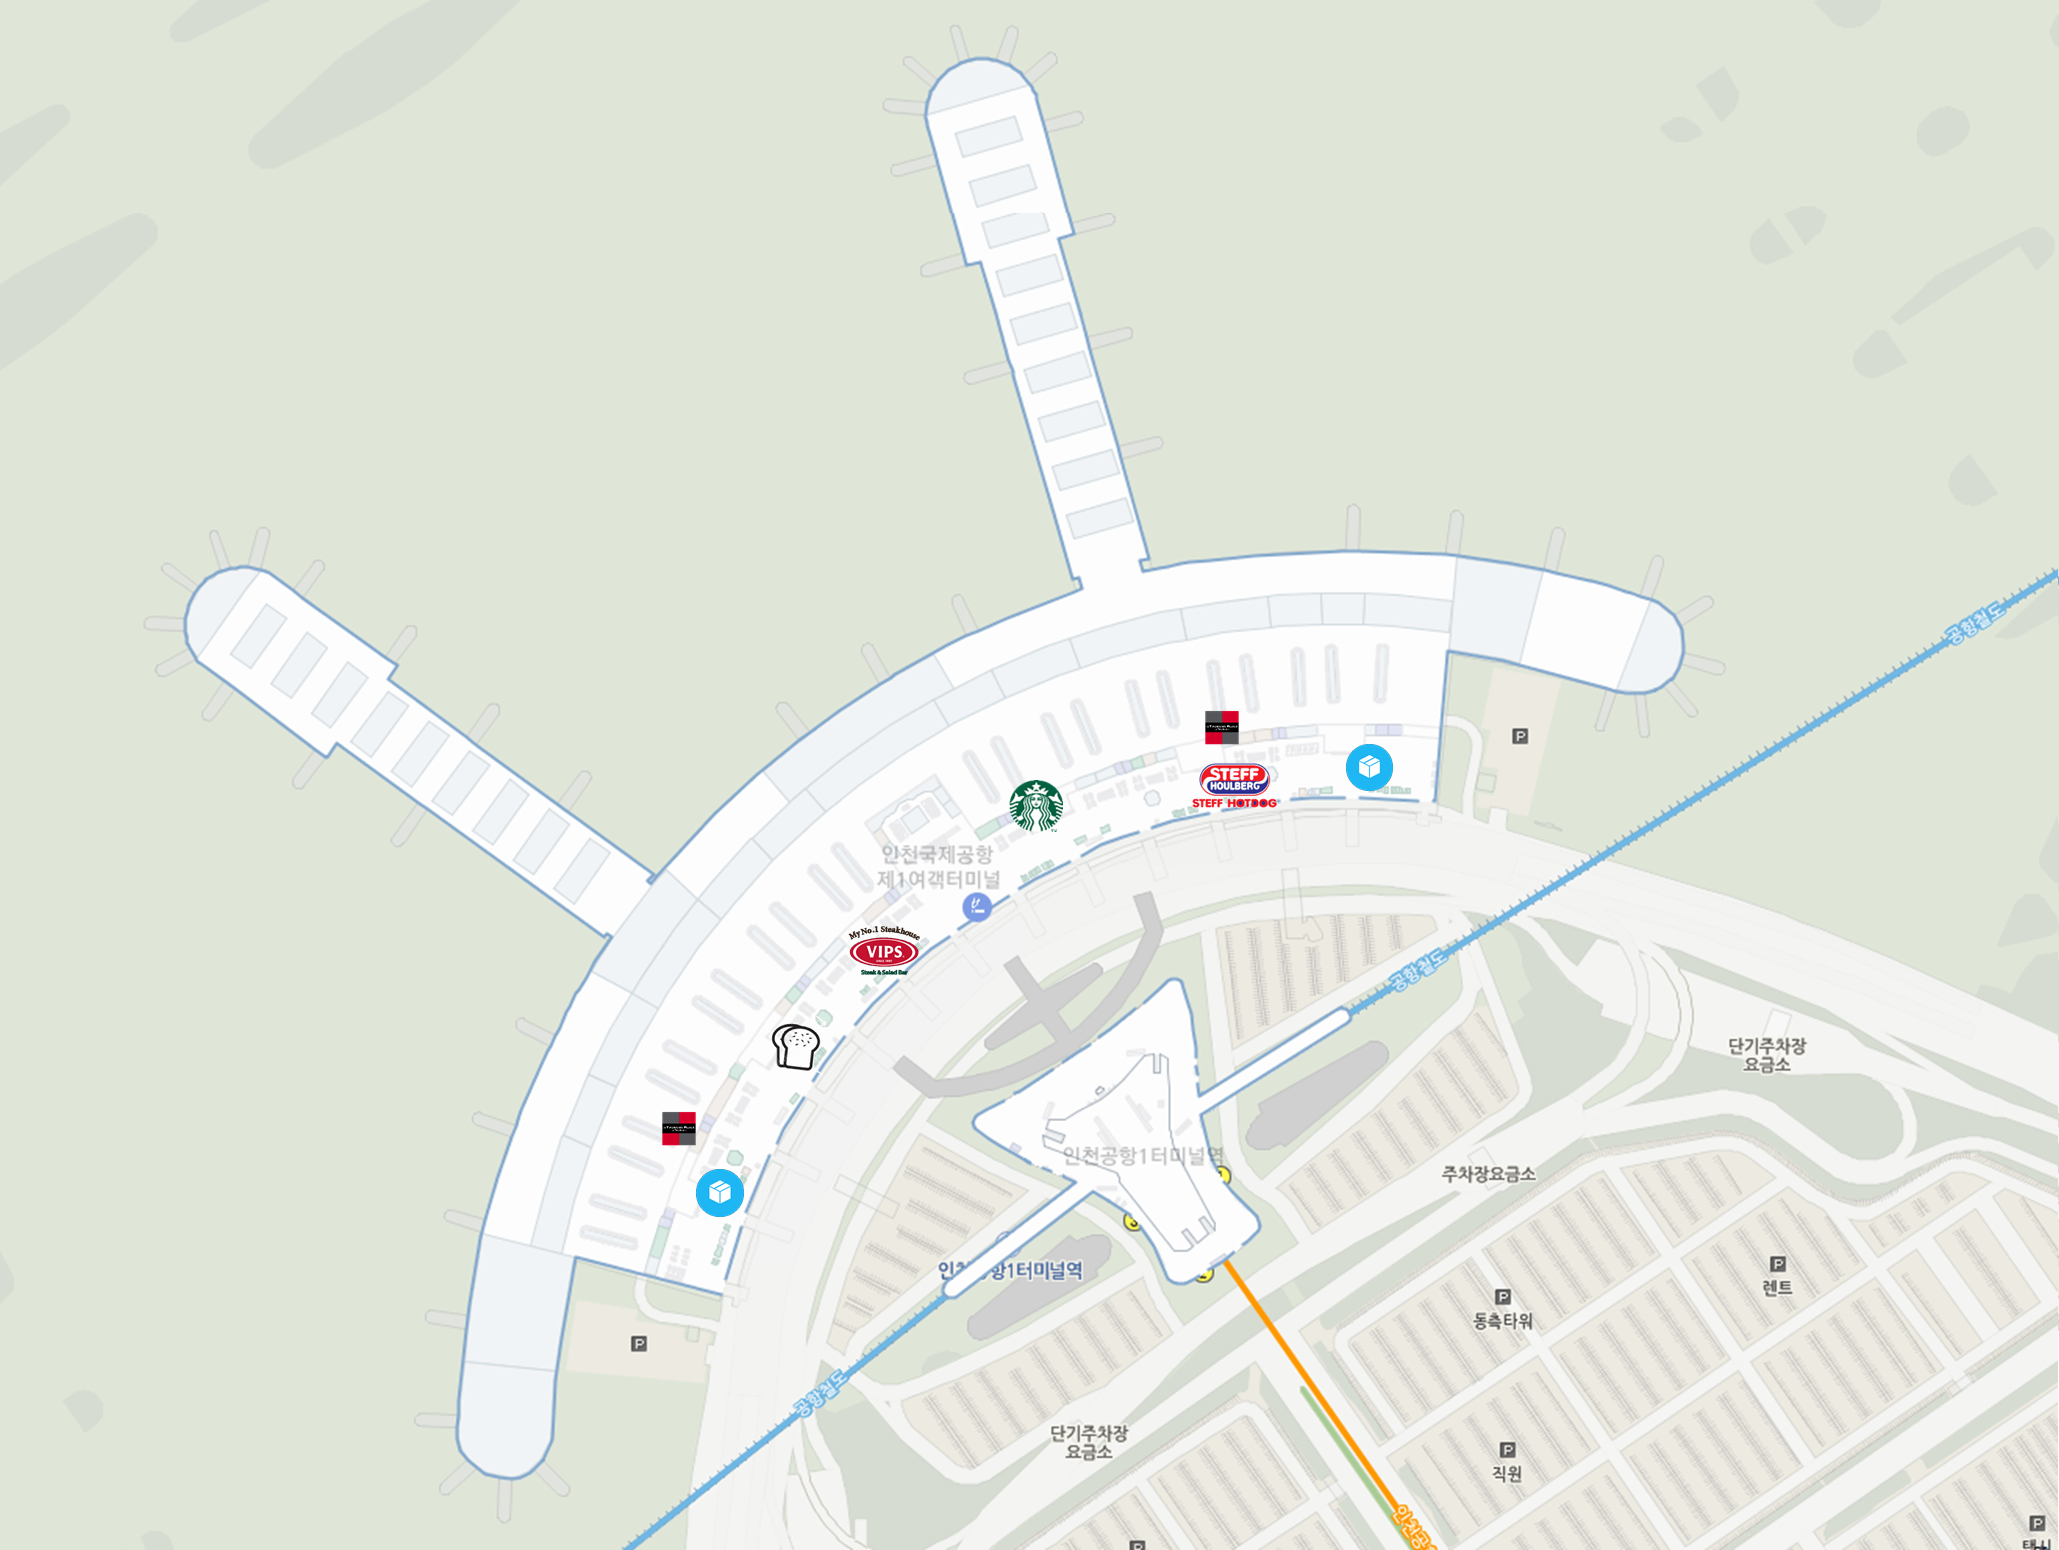 공항철도
P
STEFF
HOULBERG
STEFF HOTDOG
인천국제공항
제1여객터미널
My No.1 Steakhouse
VIPS
Steak & Salad Bar
공항철도
단기주차장
요금소
인천공항1터미널역
주차장요금소
P
렌트
P
동측타워
P
공항철도
단기주차장
요금소
P
직원
P
P